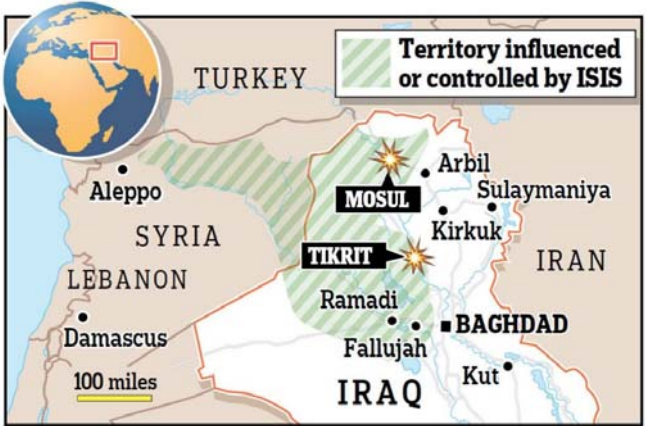 Territory influenced
or controlled by ISIS
TURKEY
Arbil
Aleppo
MOSUL
Sulaymaniya
Kirkuk
SYRIA
TIKRIT
IRAN
LEBANON
Ramadi
BAGHDAD
Damascus
Fallujah
100 miles
Kut
IRAQ